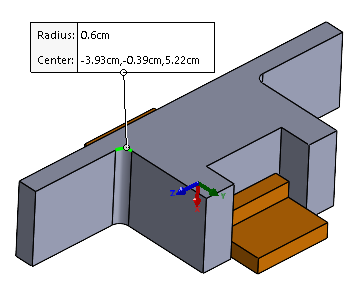 Radius: 0.6cm
Center: -3.93cm,-0.39cm,5.22cm
Z Y